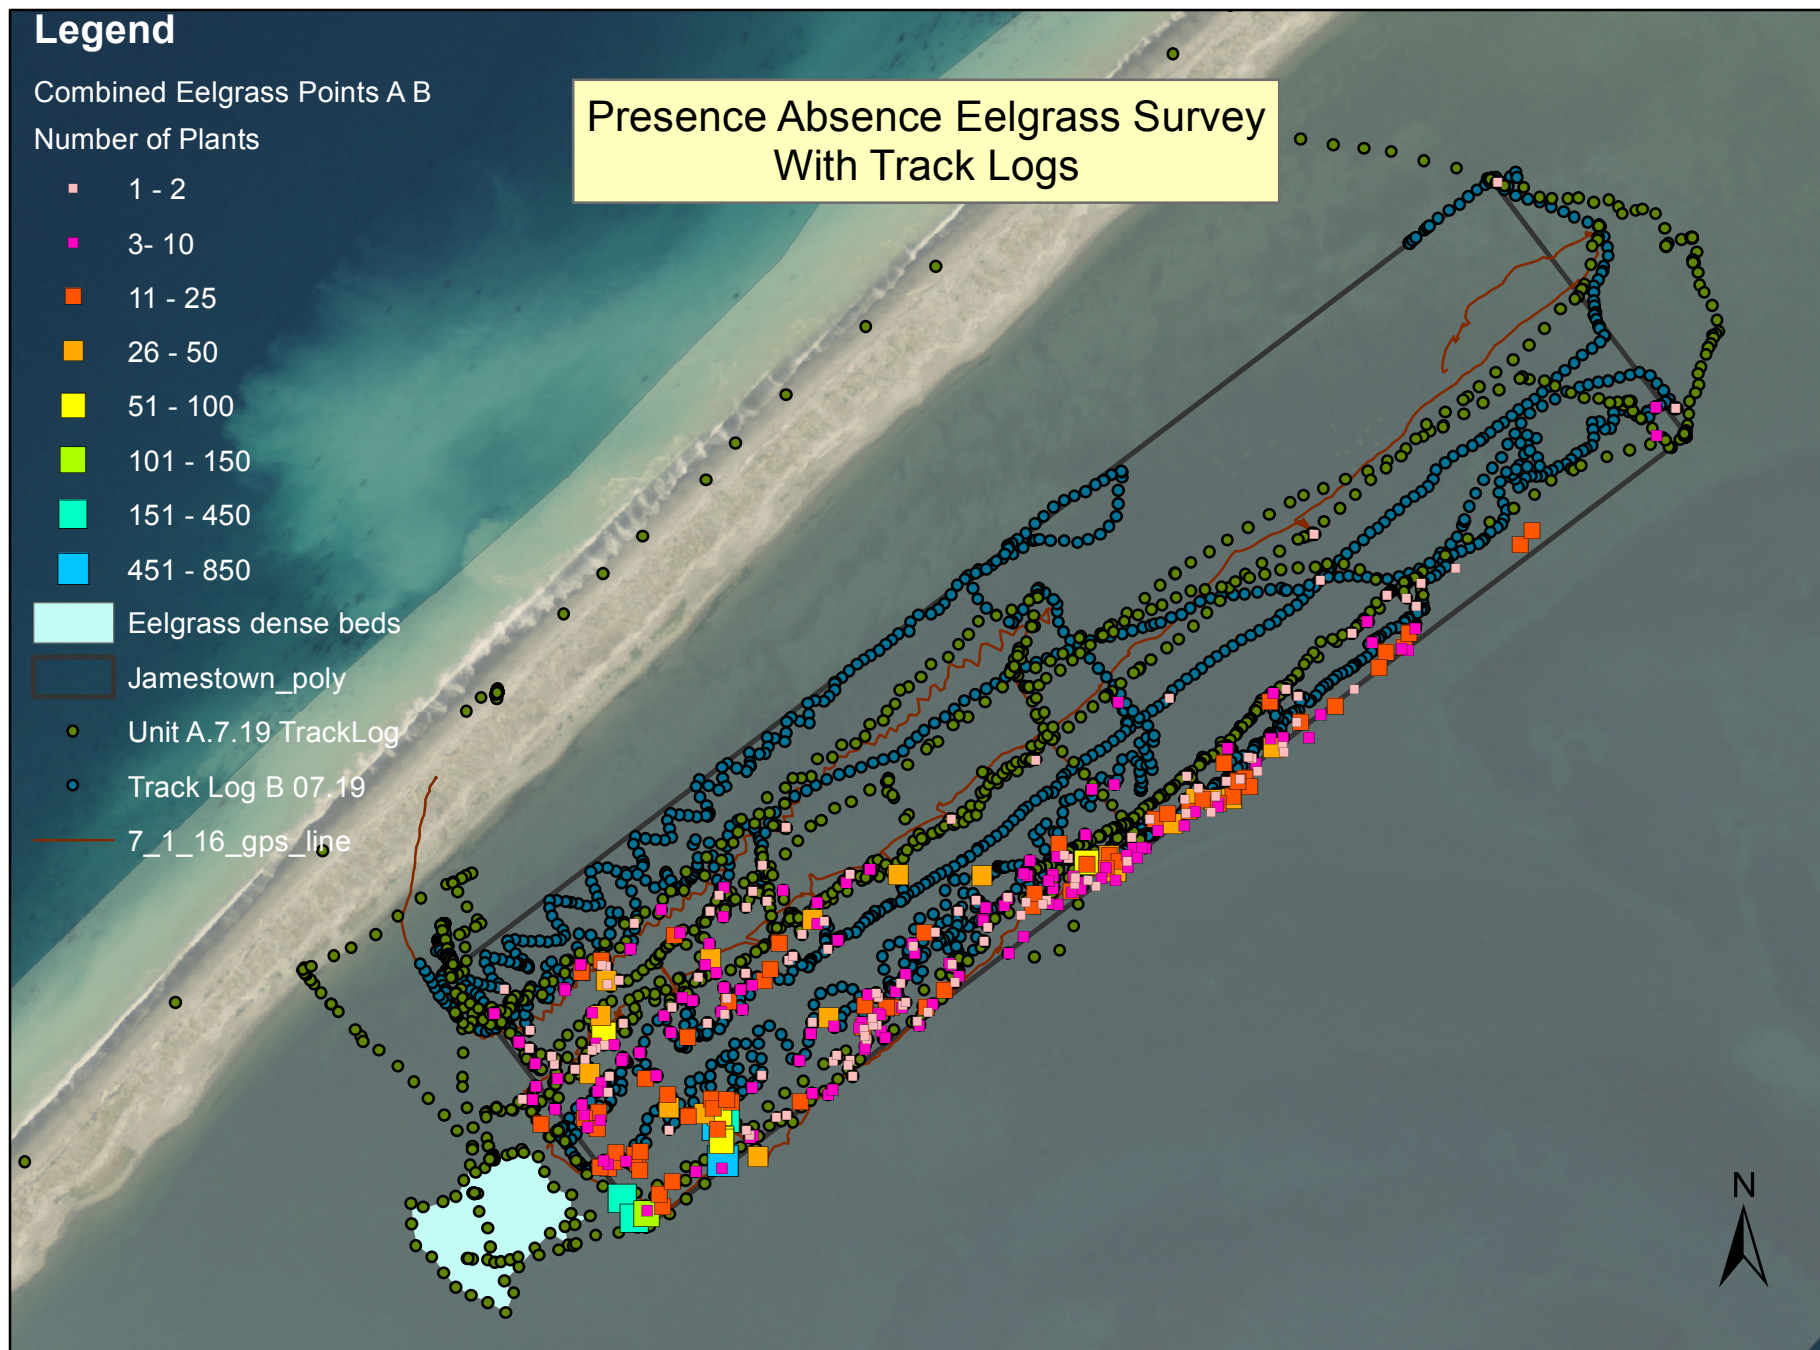 Legend
Combined Eelgrass Points A B
Number of Plants
1 - 2
3- 10
11 - 25
26 - 50
51 - 100
101 - 150
151 - 450
451 - 850
Eelgrass dense beds
Jamestown_poly
Unit A.7.19 TrackLog
Track Log B 07.19
7_1_16_gps_line
Presence Absence Eelgrass Survey
With Track Logs
N